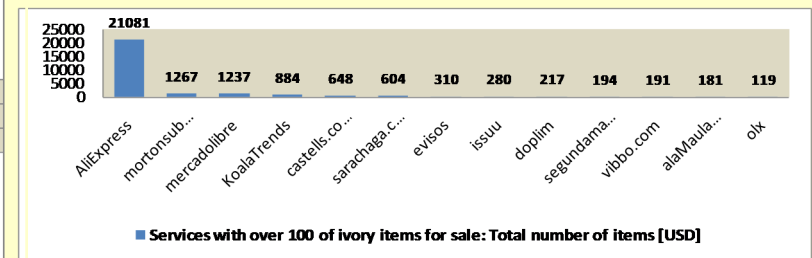 25000
20000
15000
10000
5000
0
21081
1267
1237
884
648
604
310
280
217
194
191
181
119
AliExpress
mortonsub...
mercadolibre
KoalaTrends
castells.co...
sarachaga.c...
evisos
issuu
doplim
segundama...
vibbo.com
alaMaula...
olx
Services with over 100 of ivory items for sale: Total number of items [USD]